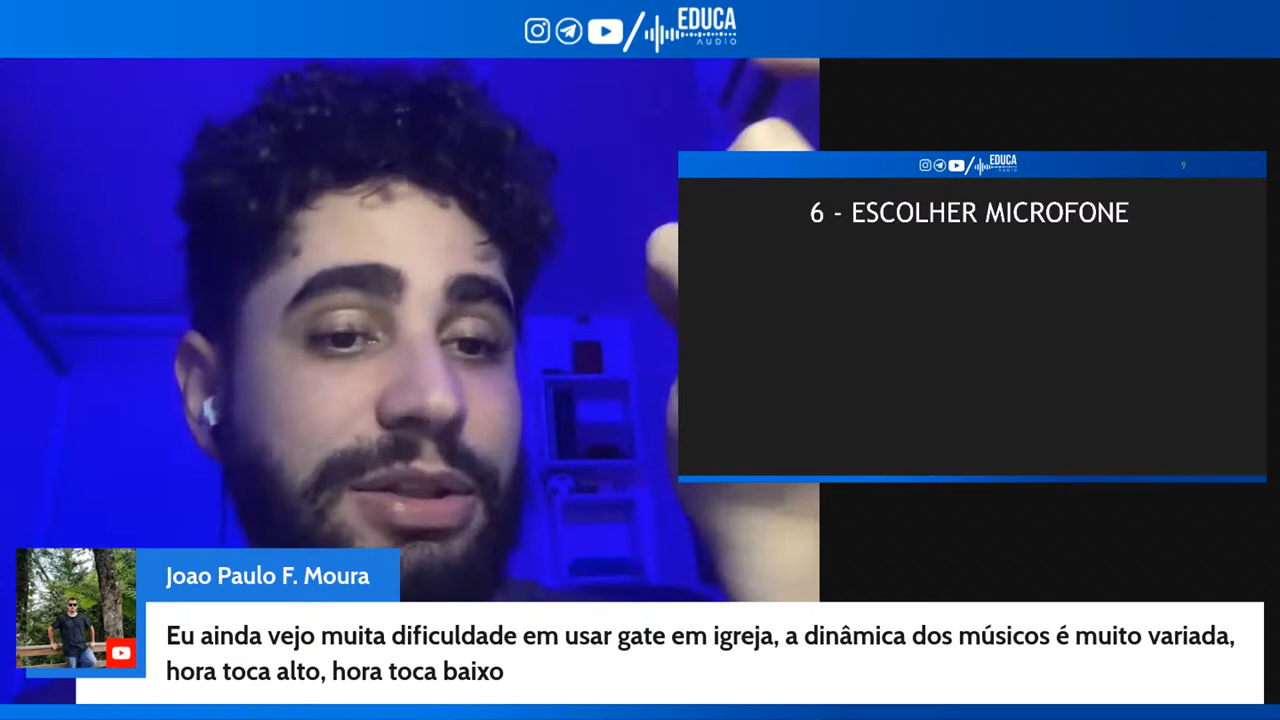 EDUCA
AUDIO
EDUCA
AUDIO
9
6 - ESCOLHER MICROFONE
Joao Paulo F. Moura
Eu ainda vejo muita dificuldade em usar gate em igreja, a dinâmica dos músicos é muito variada,
hora toca alto, hora toca baixo